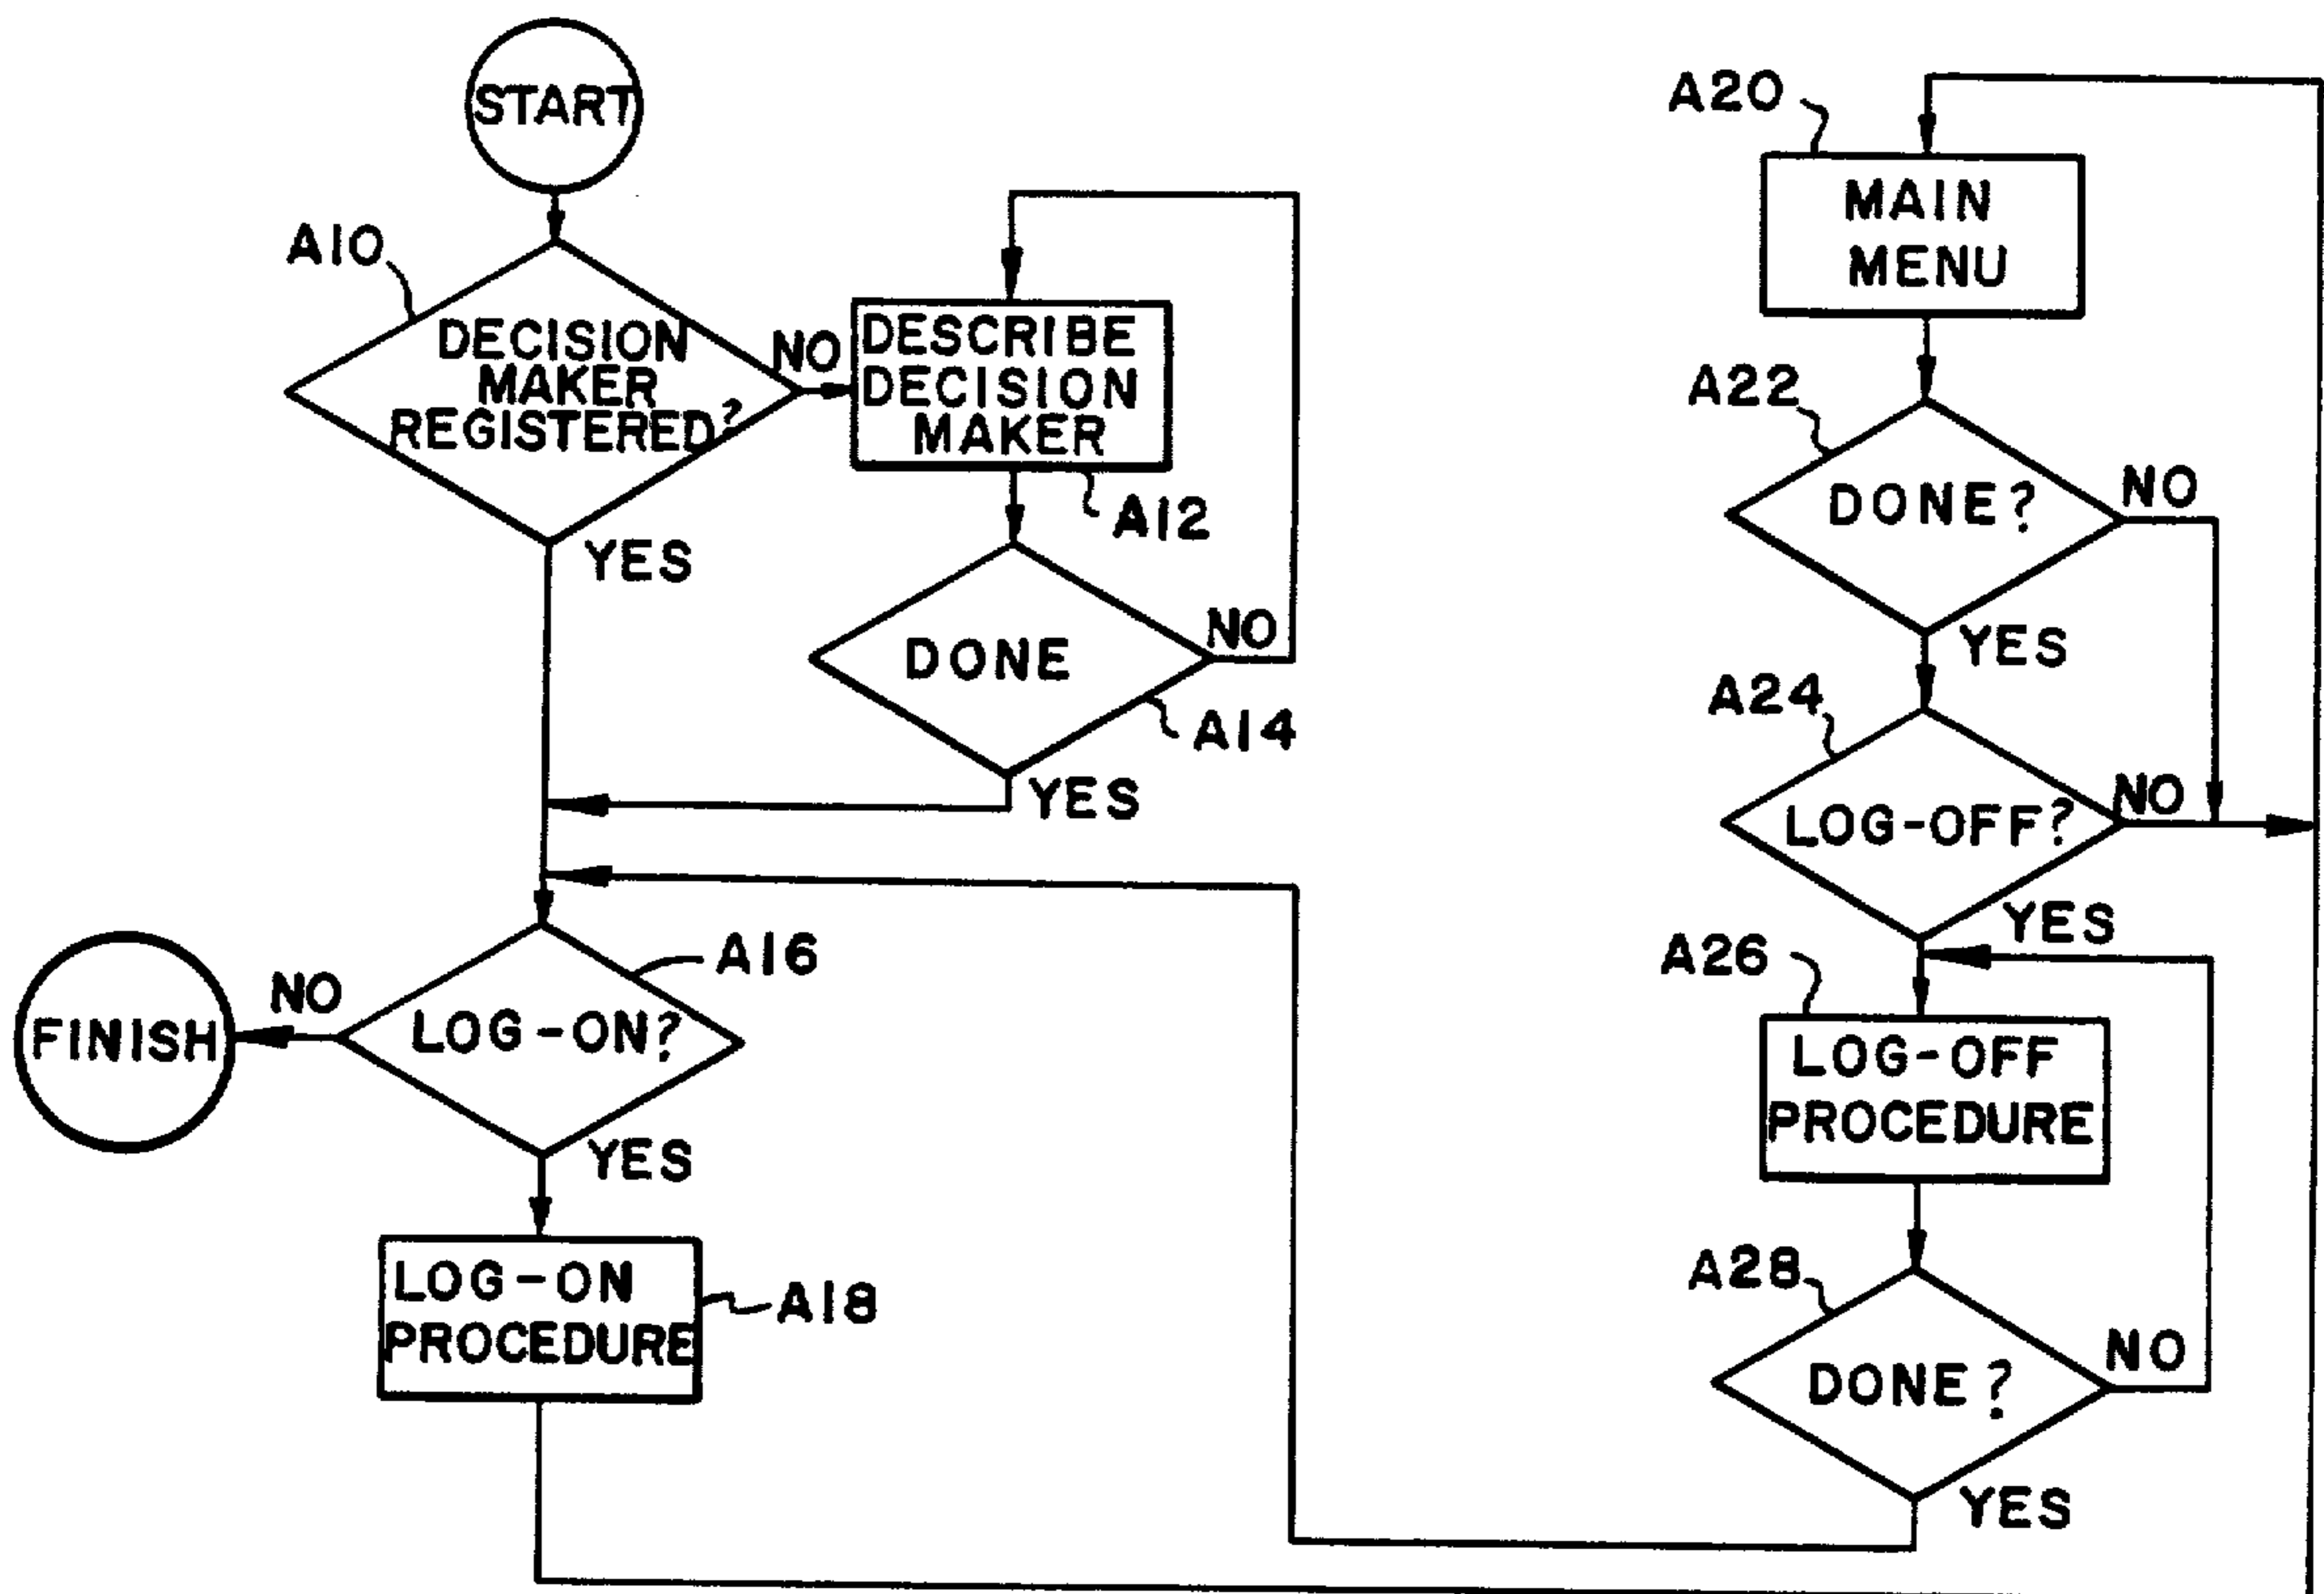 START
A10
DECISION
MAKER
REGISTERED?
NO
YES
DESCRIBE
DECISION
MAKER
A12
DONE
NO
A14
YES
A16
LOG-ON?
NO
FINISH
YES
LOG-ON
PROCEDURE
A18
A20
MAIN
MENU
A22
DONE?
NO
YES
A24
LOG-OFF?
NO
YES
A26
LOG-OFF
PROCEDURE
A28
DONE?
NO
YES